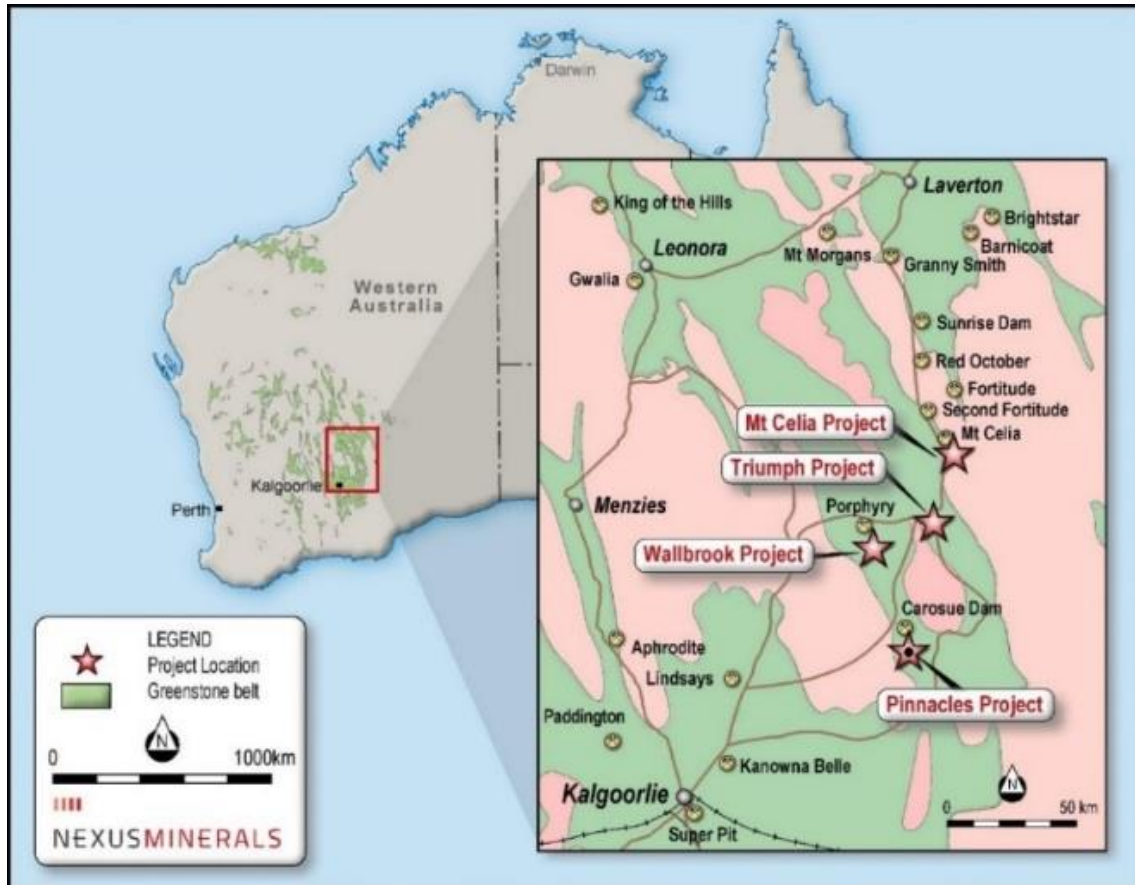 Darwin
Western
Australia
Kalgoorlie
Perth
King of the Hills
Laverton
Brightstar
Barnicoat
Leonora
Mt Morgans
Granny Smith
Gwalia
Sunrise Dam
Red October
Fortitude
Second Fortitude
Mt Celia Project
Mt Celia
Triumph Project
Menzies
Porphyry
Wallbrook Project
Carosue Dam
Aphrodite
Lindsays
Pinnacles Project
Paddington
Kanowna Belle
Kalgoorlie
Super Pit
N
0 50 km
LEGEND
Project Location
Greenstone belt
N
0 1000km
NEXUSMINERALS